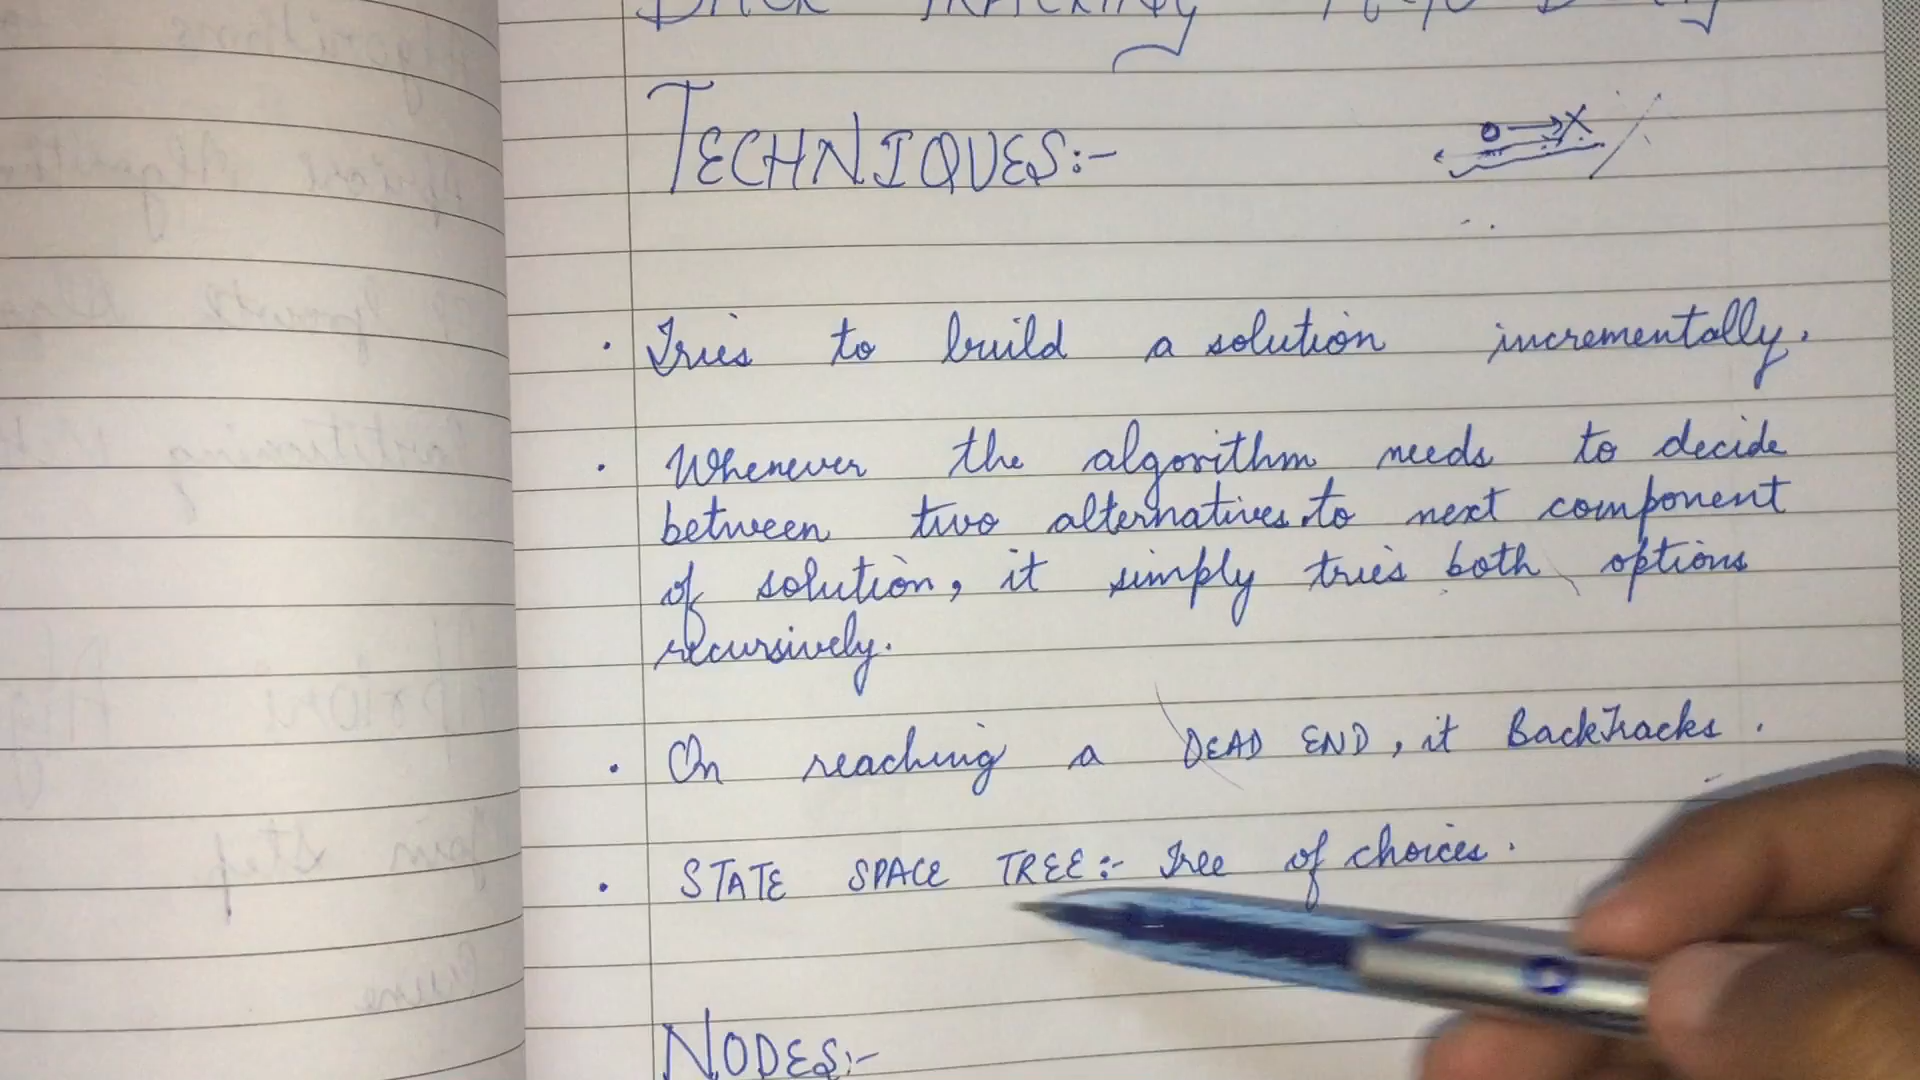 BACK TRACKING
TECHNIQUES:-
. Tries to build a solution incrementally.
. Whenever the algorithm needs to decide
between two alternatives to next component
of solution, it simply tries both options
recursively.
. On reaching a DEAD END, it BackTracks.
. STATE SPACE TREE:- Tree of choices.
NODES:-